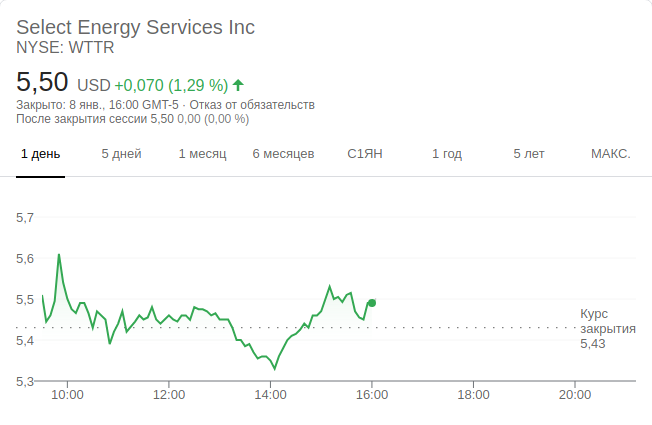 Select Energy Services Inc
NYSE: WTTR
5,50 USD +0,070 (1,29 %)
Закрыто: 8 янв., 16:00 GMT-5 · Отказ от обязательств
После закрытия сессии 5,50 0,00 (0,00 %)
1 день 5 дней 1 месяц 6 месяцев С1ЯН 1 год 5 лет МАКС.
5,7
5,6
5,5
Курс
закрытия
5,43
5,4
5,3
10:00 12:00 14:00 16:00 18:00 20:00